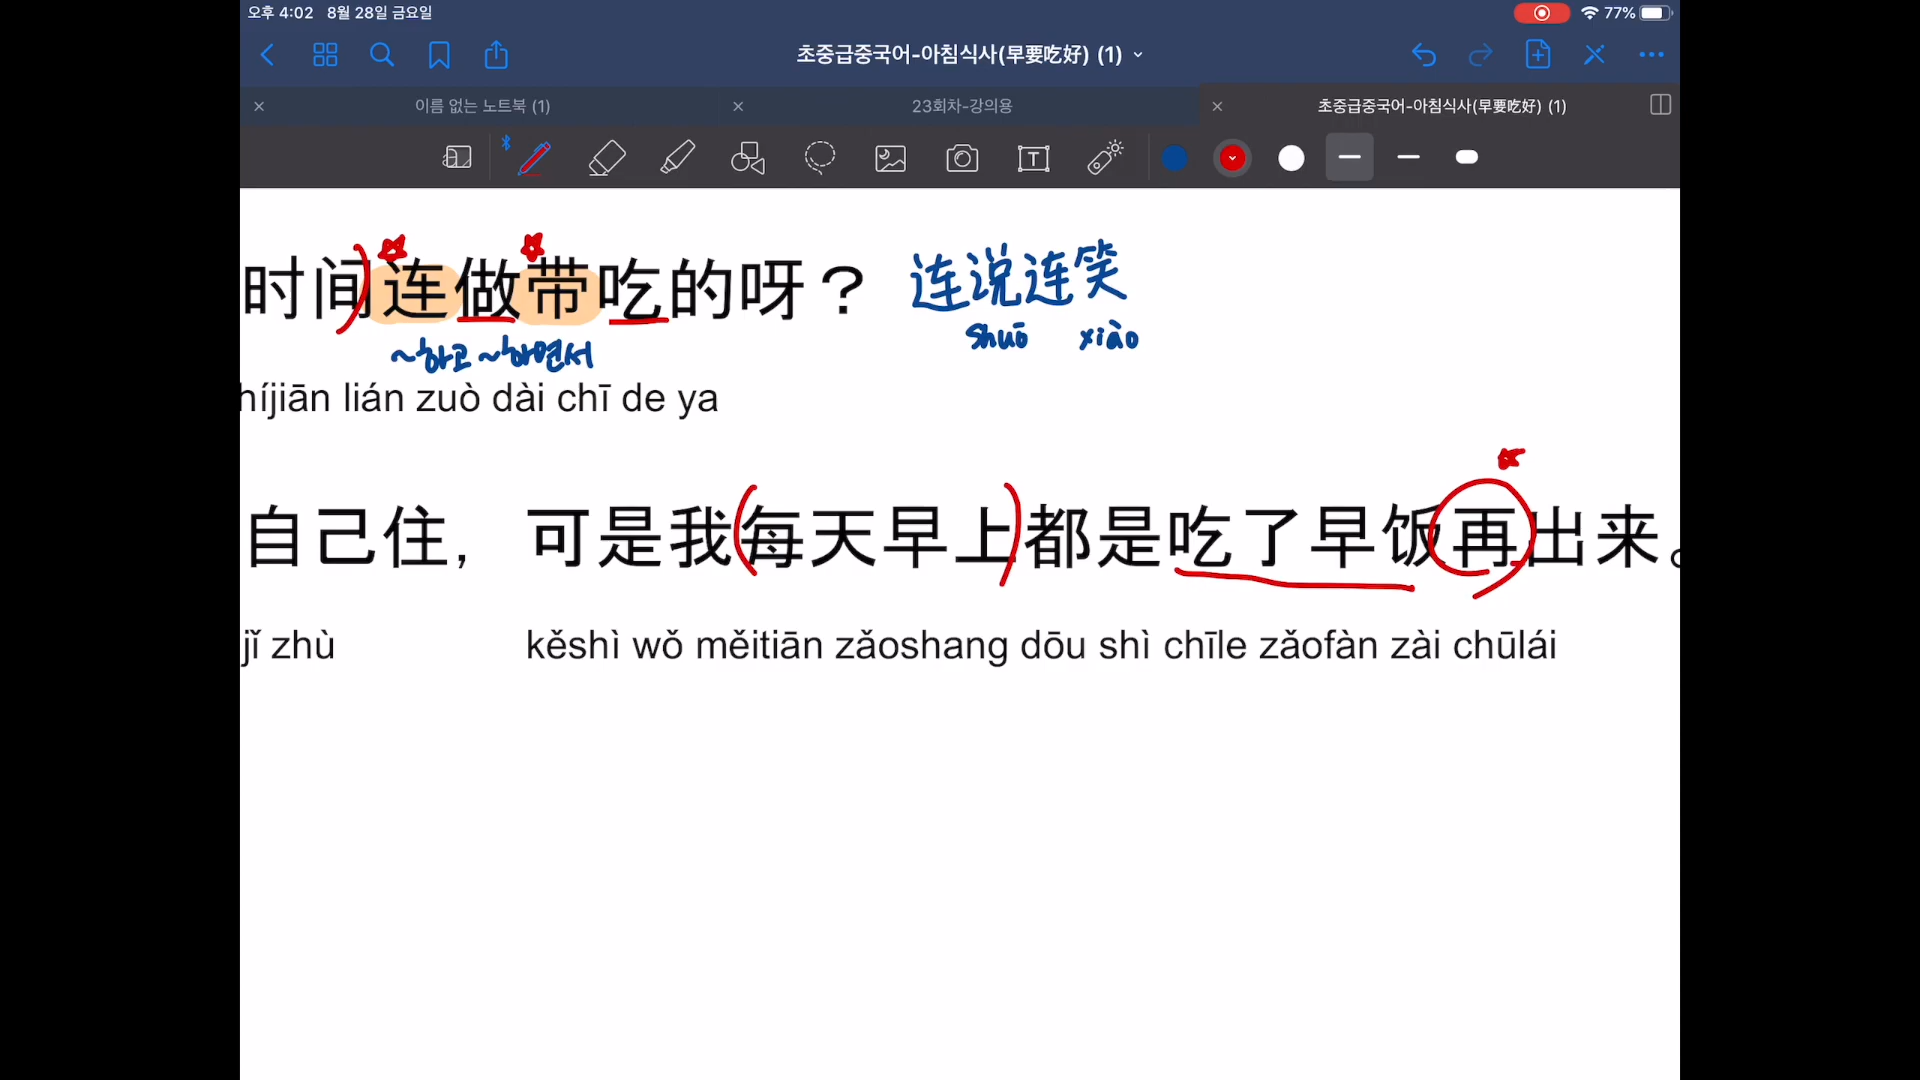 오후 4:02 8월 28일 금요일
77%
초중급중국어-아침식사(早要吃好) (1)
이름 없는 노트북 (1)
23회차-강의용
초중급중국어-아침식사(早要吃好) (1)
T
时间连做带吃的呀？ 连说连笑
shuō xiào
~하고 ~하면서
híjiān lián zuò dài chī de ya
自己住， 可是我每天早上都是吃了早饭再出来。
jǐ zhù kěshì wǒ měitiān zǎoshang dōu shì chīle zǎofàn zài chūlái